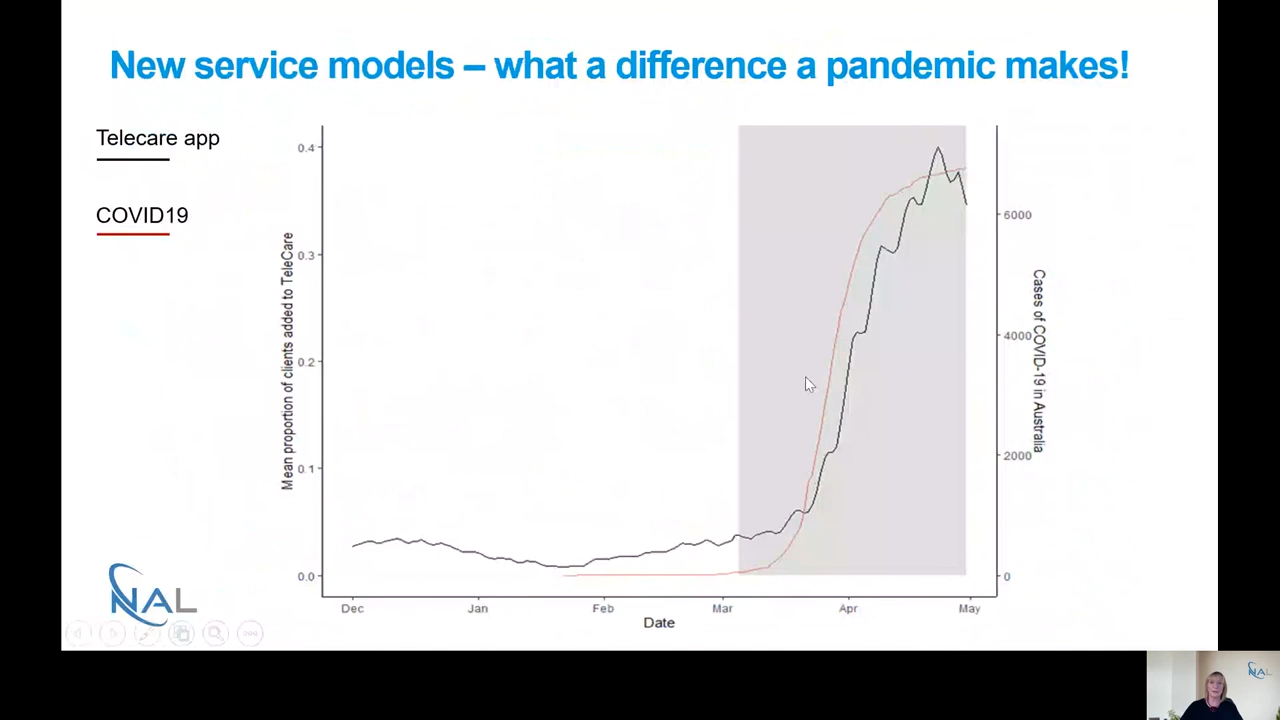 New service models – what a difference a pandemic makes!
Telecare app
COVID19
Mean proportion of clients added to TeleCare
0.4
0.3
0.2
0.1
0.0
6000
4000
2000
0
Cases of COVID-19 in Australia
Dec
Jan
Feb
Mar
Apr
May
Date
NAL
NAL